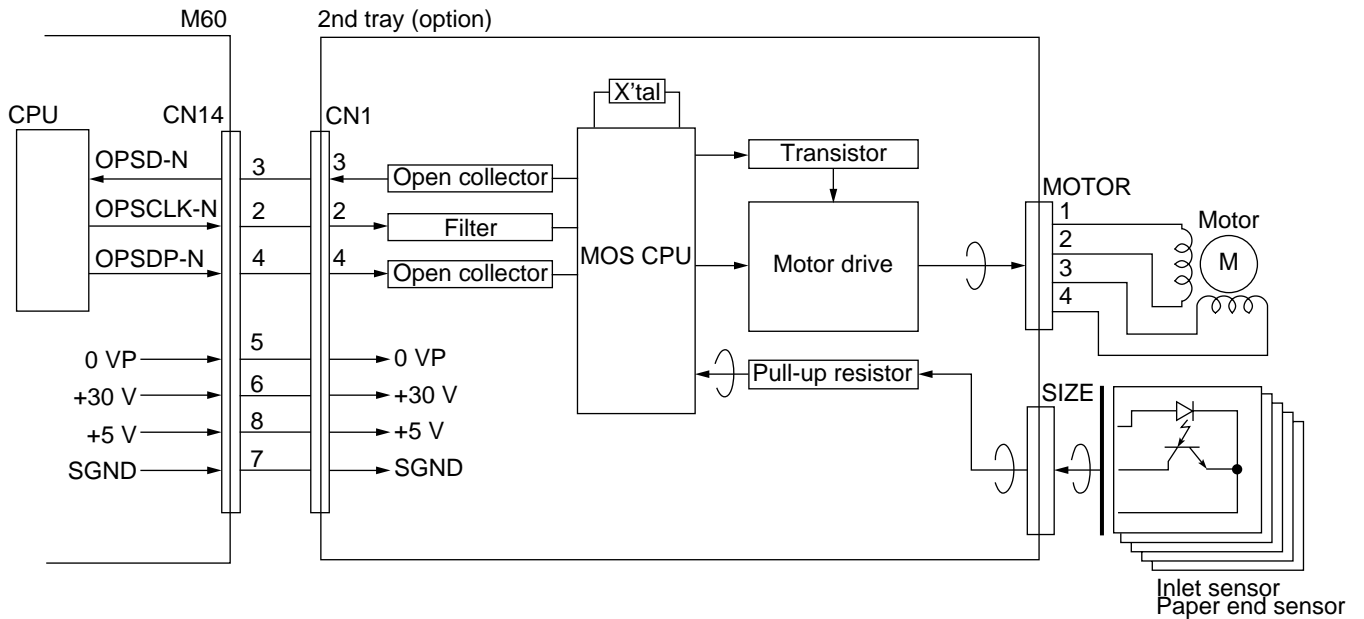 M60
2nd tray (option)
X'tal
CPU
CN14
CN1
OPSD-N
3
3
Open collector
Transistor
MOTOR
OPSCLK-N
2
2
Filter
1
Motor
OPSDP-N
4
4
Open collector
MOS CPU
Motor drive
2
3
4
M
0 VP
5
0 VP
Pull-up resistor
+30 V
6
+30 V
SIZE
+5 V
8
+5 V
SGND
7
SGND
Inlet sensor
Paper end sensor